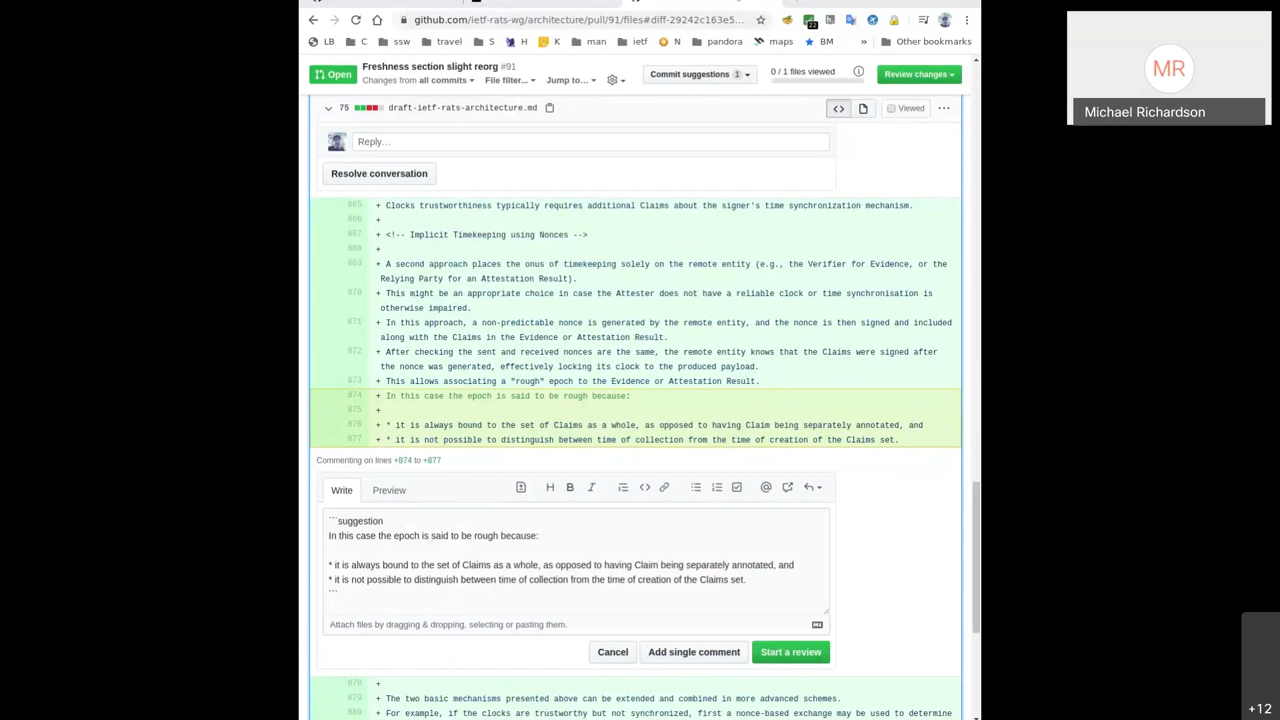 github.com/ietf-rats-wg/architecture/pull/91/files#diff-29242c163e5...
22
LB C ssw travel S H K man ietf N pandora maps BM » Other bookmarks
Open
Freshness section slight reorg #91
Changes from all commits File filter... Jump to...
Commit suggestions 1
0 / 1 files viewed
Review changes
75 draft-ietf-rats-architecture.md
Viewed
Reply...
Resolve conversation
865 + Clocks trustworthiness typically requires additional Claims about the signer's time synchronization mechanism.
866 +
867 + <!-- Implicit Timekeeping using Nonces -->
868 +
869 + A second approach places the onus of timekeeping solely on the remote entity (e.g., the Verifier for Evidence, or the
Relying Party for an Attestation Result).
870 + This might be an appropriate choice in case the Attester does not have a reliable clock or time synchronisation is
otherwise impaired.
871 + In this approach, a non-predictable nonce is generated by the remote entity, and the nonce is then signed and included
along with the Claims in the Evidence or Attestation Result.
872 + After checking the sent and received nonces are the same, the remote entity knows that the Claims were signed after
the nonce was generated, effectively locking its clock to the produced payload.
873 + This allows associating a "rough" epoch to the Evidence or Attestation Result.
874 + In this case the epoch is said to be rough because:
875 +
876 + * it is always bound to the set of Claims as a whole, as opposed to having Claim being separately annotated, and
877 + * it is not possible to distinguish between time of collection from the time of creation of the Claims set.
Commenting on lines +874 to +877
Write Preview
```suggestion
In this case the epoch is said to be rough because:
* it is always bound to the set of Claims as a whole, as opposed to having Claim being separately annotated, and
* it is not possible to distinguish between time of collection from the time of creation of the Claims set.
```
Attach files by dragging & dropping, selecting or pasting them.
Cancel Add single comment Start a review
878 +
879 + The two basic mechanisms presented above can be extended and combined in more advanced schemes.
880 + For example, if the clocks are trustworthy but not synchronized, first a nonce-based exchange may be used to determine
MR
Michael Richardson
+12